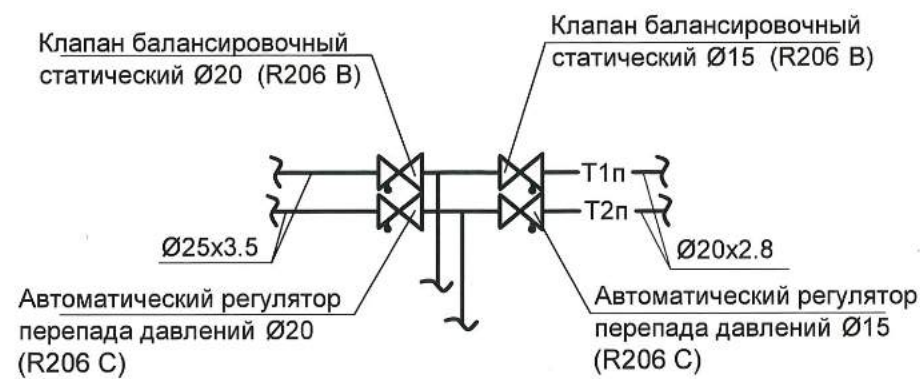 Клапан балансировочный
статический Ø20 (R206 B)
Клапан балансировочный
статический Ø15 (R206 B)
Т1п
Т2п
Ø25x3.5
Ø20x2.8
Автоматический регулятор
перепада давлений Ø20
(R206 C)
Автоматический регулятор
перепада давлений Ø15
(R206 C)